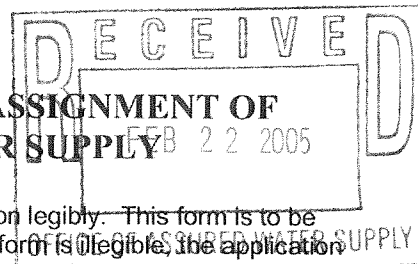 RECEIVED
ASSIGNMENT OF
R SUPPLY
FEB 22 2005
on legibly. This form is to be
form is illegible, the application
OFFICE OF ASSURED WATER SUPPLY